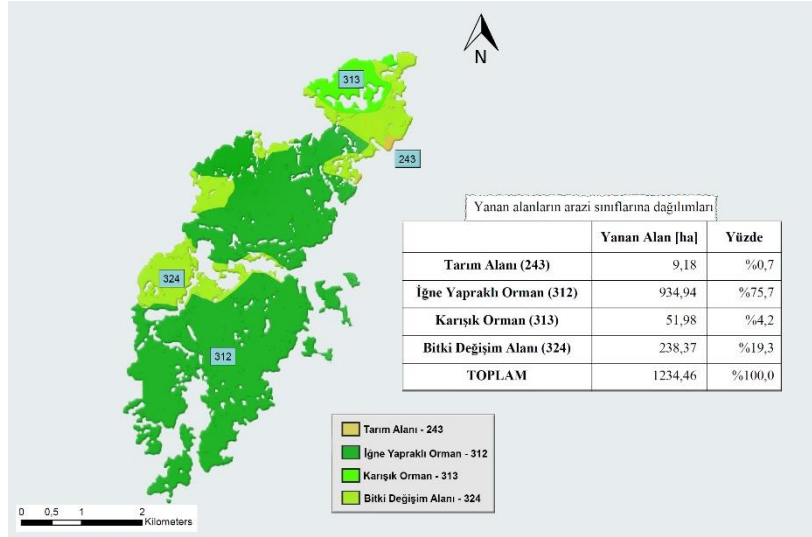 N
313
243
324
312
Yanan alanların arazi sınıflarına dağılımları
Yanan Alan [ha] Yüzde
Tarım Alanı (243) 9,18 %0,7
İğne Yapraklı Orman (312) 934,94 %75,7
Karışık Orman (313) 51,98 %4,2
Bitki Değişim Alanı (324) 238,37 %19,3
TOPLAM 1234,46 %100,0
Tarım Alanı - 243
İğne Yapraklı Orman - 312
Karışık Orman - 313
Bitki Değişim Alanı - 324
0 0,5 1 2
Kilometers